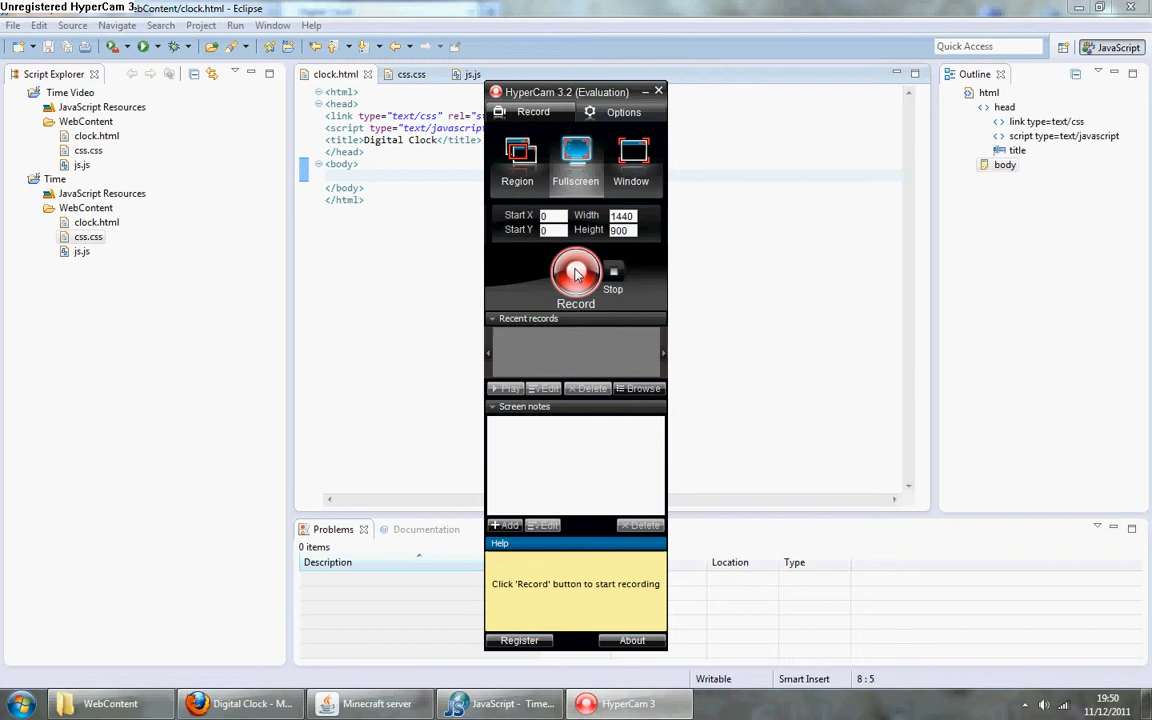 Unregistered HyperCam 3
bContent/clock.html - Eclipse
File Edit Source Navigate Search Project Run Window Help
Quick Access
JavaScript
Script Explorer
Time Video
JavaScript Resources
WebContent
clock.html
css.css
js.js
Time
JavaScript Resources
WebContent
clock.html
css.css
js.js
clock.html css.css js.js
<html>
<head>
<link type="text/css" rel="st
<script type="text/javascript
<title>Digital Clock</title>
</head>
<body>
</body>
</html>
HyperCam 3.2 (Evaluation)
Record Options
Region Fullscreen Window
Start X 0 Width 1440
Start Y 0 Height 900
Record
Stop
Recent records
Play Edit Delete Browse
Screen notes
Add Edit Delete
Help
Click 'Record' button to start recording
Register About
Outline
html
head
link type=text/css
script type=text/javascript
title
body
Problems Documentation
0 items
Description Location Type
Writable Smart Insert 8 : 5
WebContent Digital Clock - M... Minecraft server JavaScript - Time... HyperCam 3
19:50
11/12/2011